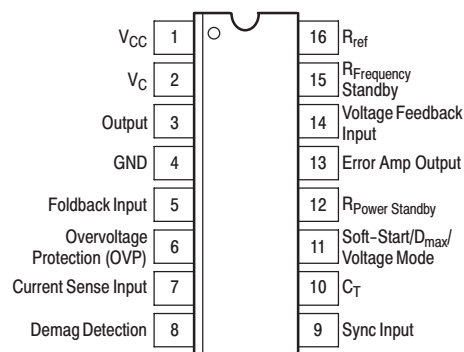 VCC 1 16 Rref
VC 2 15 RFrequency
Standby
Output 3 14 Voltage Feedback
Input
GND 4 13 Error Amp Output
Foldback Input 5 12 RPower Standby
Overvoltage
Protection (OVP) 6 11 Soft-Start/Dmax/
Voltage Mode
Current Sense Input 7 10 CT
Demag Detection 8 9 Sync Input